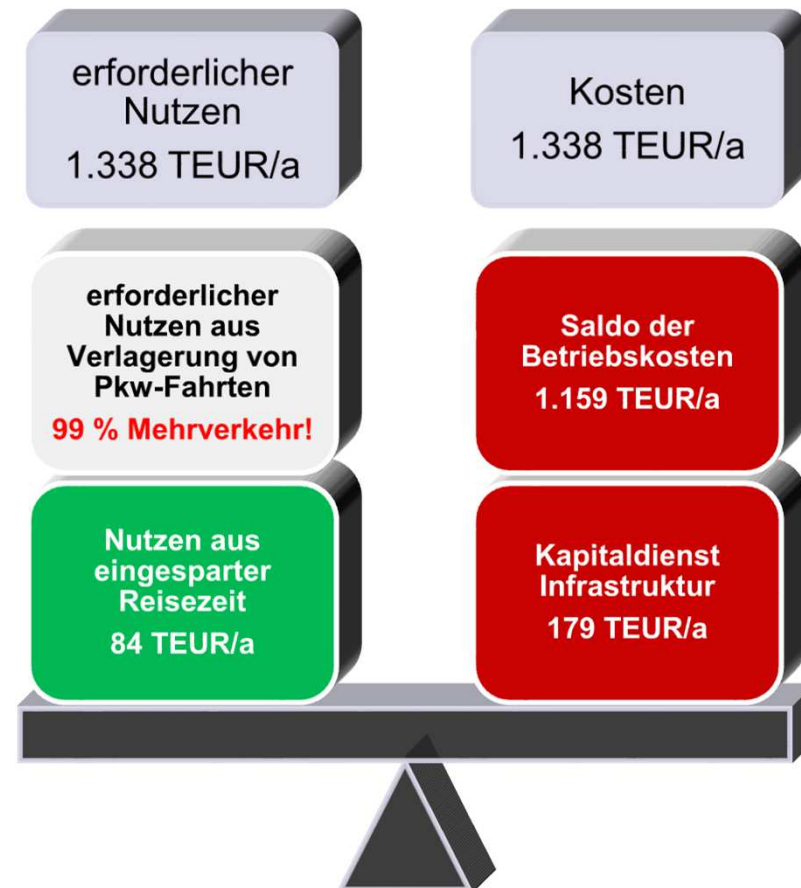 erforderlicher
Nutzen
1.338 TEUR/a
Kosten
1.338 TEUR/a
erforderlicher
Nutzen aus
Verlagerung von
Pkw-Fahrten
99 % Mehrverkehr!
Saldo der
Betriebskosten
1.159 TEUR/a
Nutzen aus
eingesparter
Reisezeit
84 TEUR/a
Kapitaldienst
Infrastruktur
179 TEUR/a